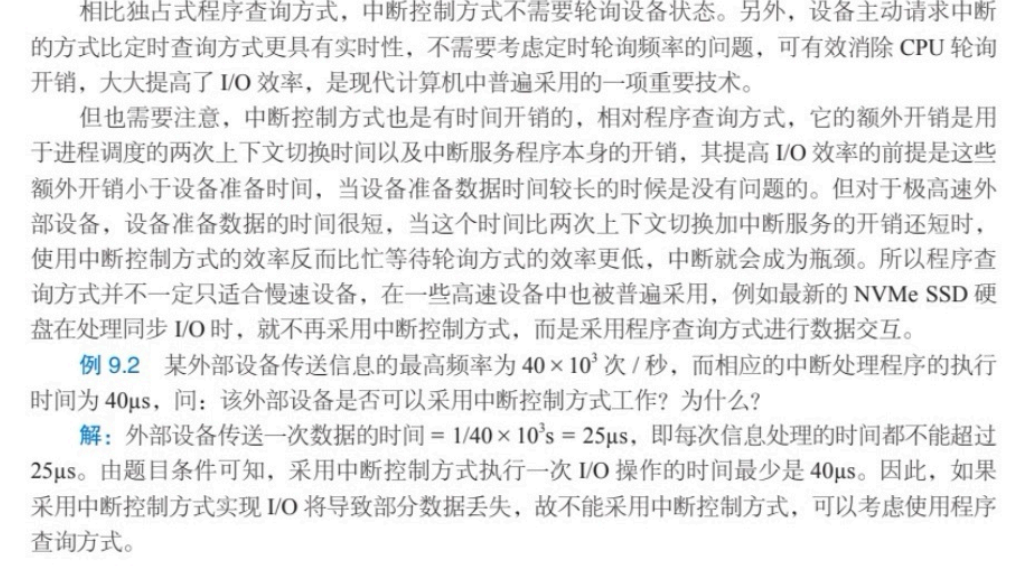 相比独占式程序查询方式，中断控制方式不需要轮询设备状态。另外，设备主动请求中断
的方式比定时查询方式更具有实时性，不需要考虑定时轮询频率的问题，可有效消除 CPU 轮询
开销，大大提高了 I/O 效率，是现代计算机中普遍采用的一项重要技术。
但也需要注意，中断控制方式也是有时间开销的，相对程序查询方式，它的额外开销是用
于进程调度的两次上下文切换时间以及中断服务程序本身的开销，其提高 I/O 效率的前提是这些
额外开销小于设备准备时间，当设备准备数据时间较长的时候是没有问题的。但对于极高速外
部设备，设备准备数据的时间很短，当这个时间比两次上下文切换加中断服务的开销还短时，
使用中断控制方式的效率反而比忙等待轮询方式的效率更低，中断就会成为瓶颈。所以程序查
询方式并不一定只适合慢速设备，在一些高速设备中也被普遍采用，例如最新的 NVMe SSD 硬
盘在处理同步 I/O 时，就不再采用中断控制方式，而是采用程序查询方式进行数据交互。
例 9.2 某外部设备传送信息的最高频率为 40 × 10³ 次 / 秒，而相应的中断处理程序的执行
时间为 40μs，问：该外部设备是否可以采用中断控制方式工作？为什么？
解：外部设备传送一次数据的时间 = 1/40 × 10³s = 25μs，即每次信息处理的时间都不能超过
25μs。由题目条件可知，采用中断控制方式执行一次 I/O 操作的时间最少是 40μs。因此，如果
采用中断控制方式实现 I/O 将导致部分数据丢失，故不能采用中断控制方式，可以考虑使用程序
查询方式。